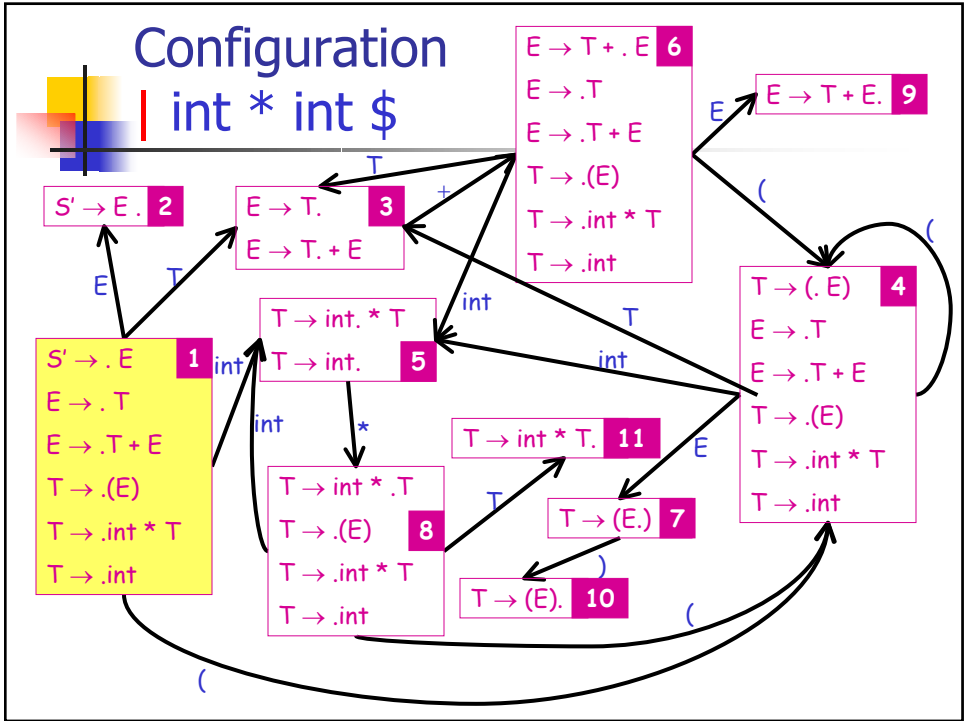 Configuration
| int * int $
E → T + . E 6
E → .T
E → .T + E
T → .(E)
T → .int * T
T → .int
E → T + E. 9
E
T
+
(
(
S' → E . 2
E → T. 3
E → T. + E
E
T
int
T
int
T → (. E) 4
E → .T
E → .T + E
T → .(E)
T → .int * T
T → .int
T → int. * T
T → int. 5
S' → . E 1
E → . T
E → .T + E
T → .(E)
T → .int * T
T → .int
int
int
*
T → int * T. 11
E
T
T → int * .T
T → .(E) 8
T → .int * T
T → .int
T → (E.) 7
)
T → (E). 10
(
(